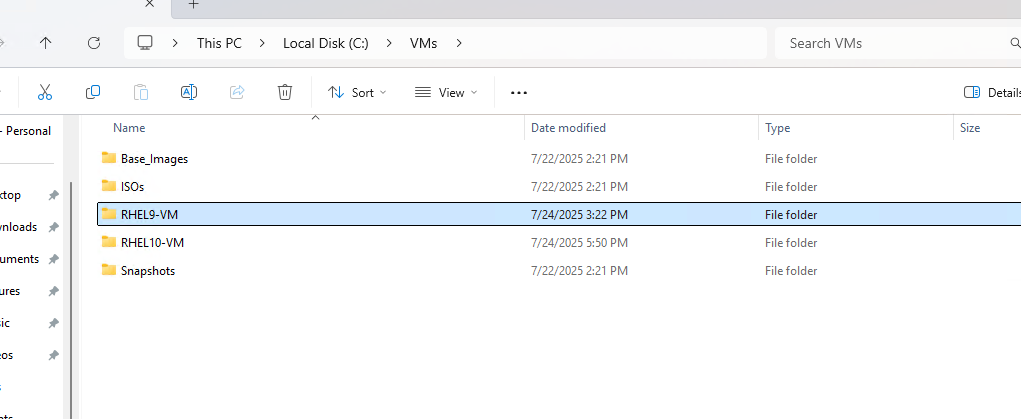 This PC > Local Disk (C:) > VMs >
Search VMs
Sort
View
Details
- Personal
Name
Date modified
Type
Size
Base_Images 7/22/2025 2:21 PM File folder
ISOs 7/22/2025 2:21 PM File folder
RHEL9-VM 7/24/2025 3:22 PM File folder
RHEL10-VM 7/24/2025 5:50 PM File folder
Snapshots 7/22/2025 2:21 PM File folder
ktop
wnloads
cuments
ures
sic
eos